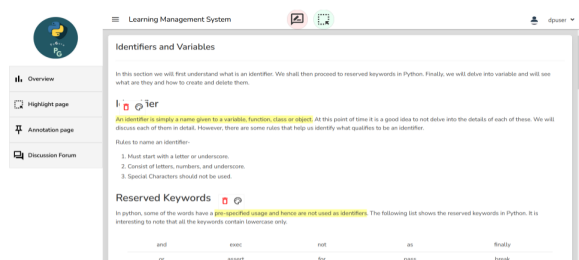 Learning Management System
dpuser
PG
Overview
Highlight page
Annotation page
Discussion Forum
Identifiers and Variables
In this section we will first understand what is an identifier. We shall then proceed to reserved keywords in Python. Finally, we will delve into variable and will see
what are they and how to create and delete them.
An identifier is simply a name given to a variable, function, class or object. At this point of time it is a good idea to not delve into the details of each of these. We will
discuss each of them in detail. However, there are some rules that help us identify what qualifies to be an identifier.
Rules to name an identifier-
1. Must start with a letter or underscore.
2. Consist of letters, numbers, and underscore.
3. Special Characters should not be used.
Reserved Keywords
In python, some of the words have a pre-specified usage and hence are not used as identifiers. The following list shows the reserved keywords in Python. It is
interesting to note that all the keywords contain lowercase only.
and exec not as finally
or assert for pass break